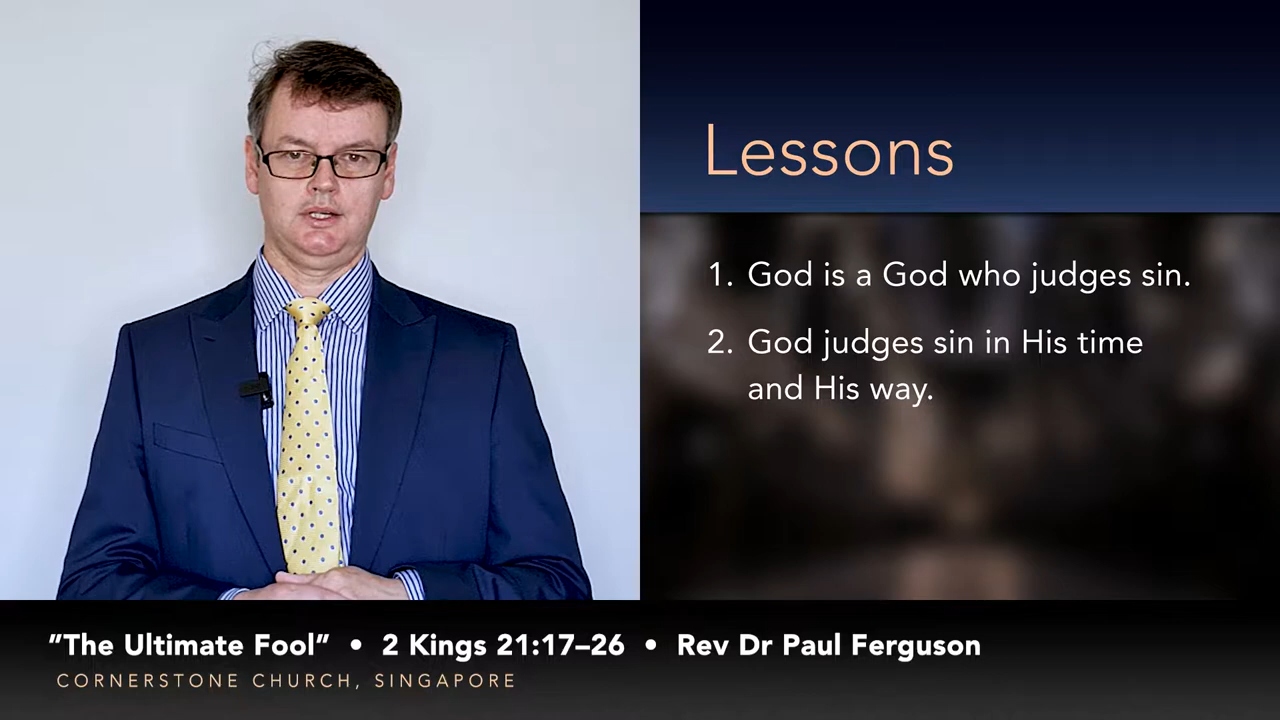 Lessons
1. God is a God who judges sin.
2. God judges sin in His time
and His way.
"The Ultimate Fool" • 2 Kings 21:17–26 • Rev Dr Paul Ferguson
CORNERSTONE CHURCH, SINGAPORE